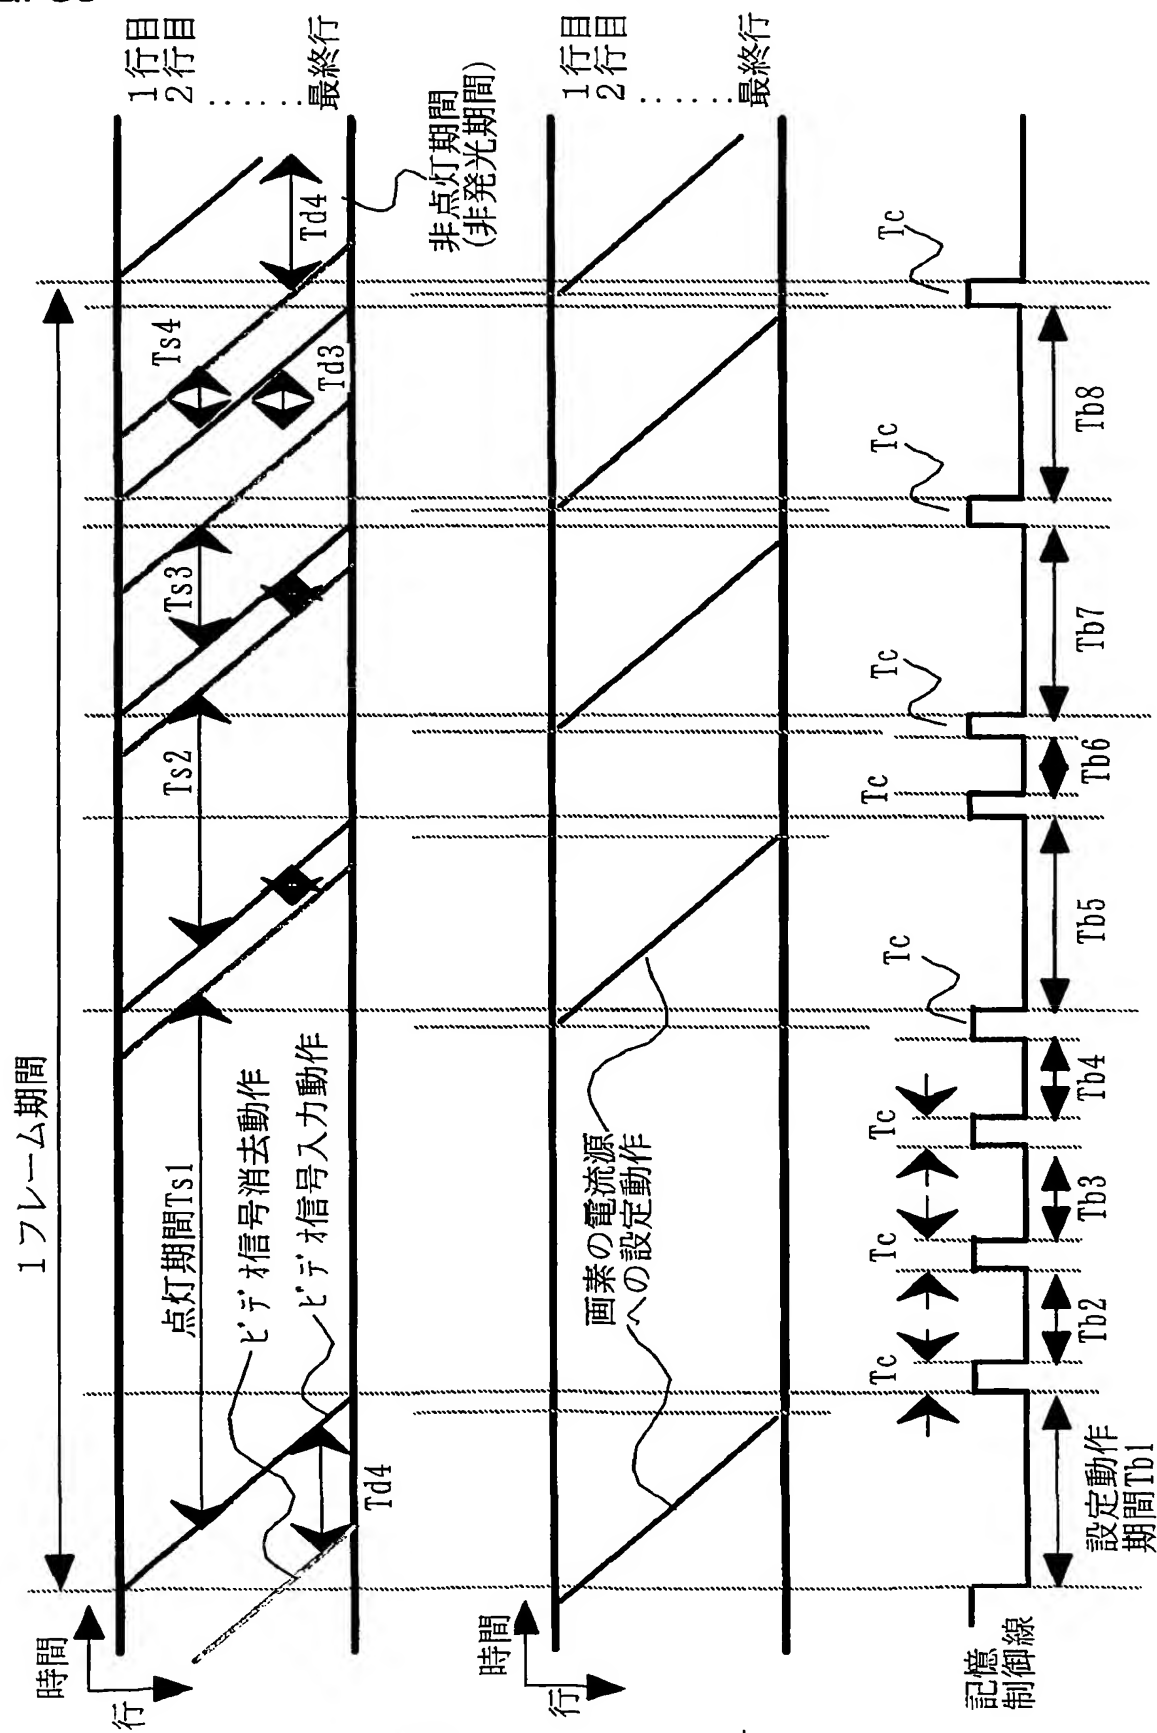 1フレーム期間
時間
行
1行目
2行目
......
最終行
点灯期間Ts1
Ts2
Ts3
Ts4
Td3
Td4
Td4
ビデオ信号消去動作
ビデオ信号入力動作
非点灯期間
(非発光期間)
時間
行
1行目
2行目
......
最終行
画素の電流源
への設定動作
記憶
制御線
Tc
Tc
Tc
Tc
Tc
Tc
Tc
Tc
設定動作
期間Tb1
Tb2
Tb3
Tb4
Tb5
Tb6
Tb7
Tb8